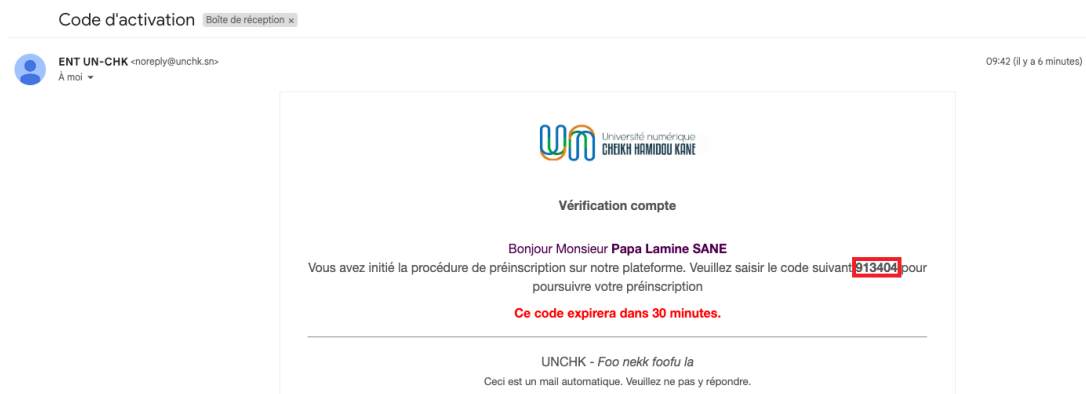 Code d'activation Boîte de réception ×
ENT UN-CHK <noreply@unchk.sn> 09:42 (il y a 6 minutes)
À moi
Université numérique
CHEIKH HAMIDOU KANE
Vérification compte
Bonjour Monsieur Papa Lamine SANE
Vous avez initié la procédure de préinscription sur notre plateforme. Veuillez saisir le code suivant 913404 pour
poursuivre votre préinscription
Ce code expirera dans 30 minutes.
UNCHK - Foo nekk foofu la
Ceci est un mail automatique. Veuillez ne pas y répondre.